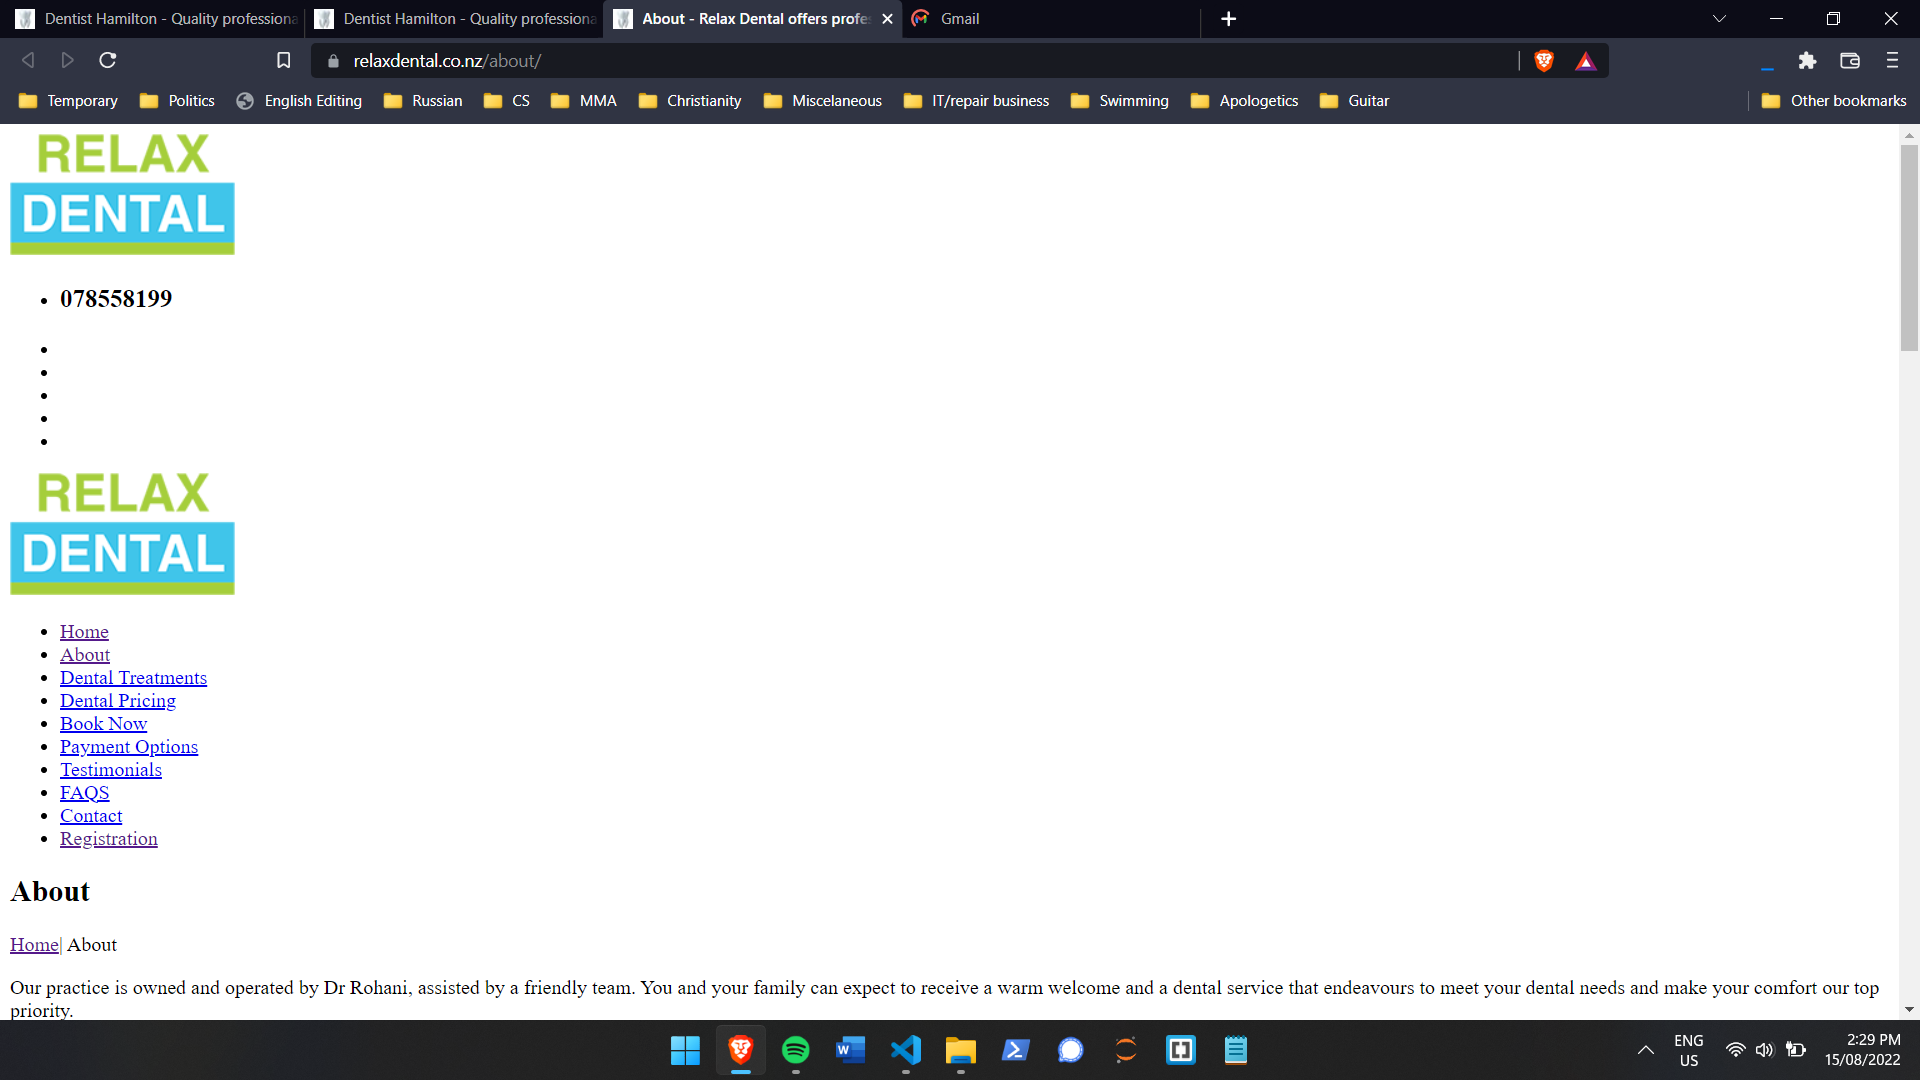 Dentist Hamilton - Quality professiona
Dentist Hamilton - Quality professiona
About - Relax Dental offers profes
Gmail
relaxdental.co.nz/about/
Temporary
Politics
English Editing
Russian
CS
MMA
Christianity
Miscelaneous
IT/repair business
Swimming
Apologetics
Guitar
Other bookmarks
RELAX
DENTAL
078558199
RELAX
DENTAL
Home
About
Dental Treatments
Dental Pricing
Book Now
Payment Options
Testimonials
FAQS
Contact
Registration
About
Home| About
Our practice is owned and operated by Dr Rohani, assisted by a friendly team. You and your family can expect to receive a warm welcome and a dental service that endeavours to meet your dental needs and make your comfort our top
priority.
ENG
US
2:29 PM
15/08/2022